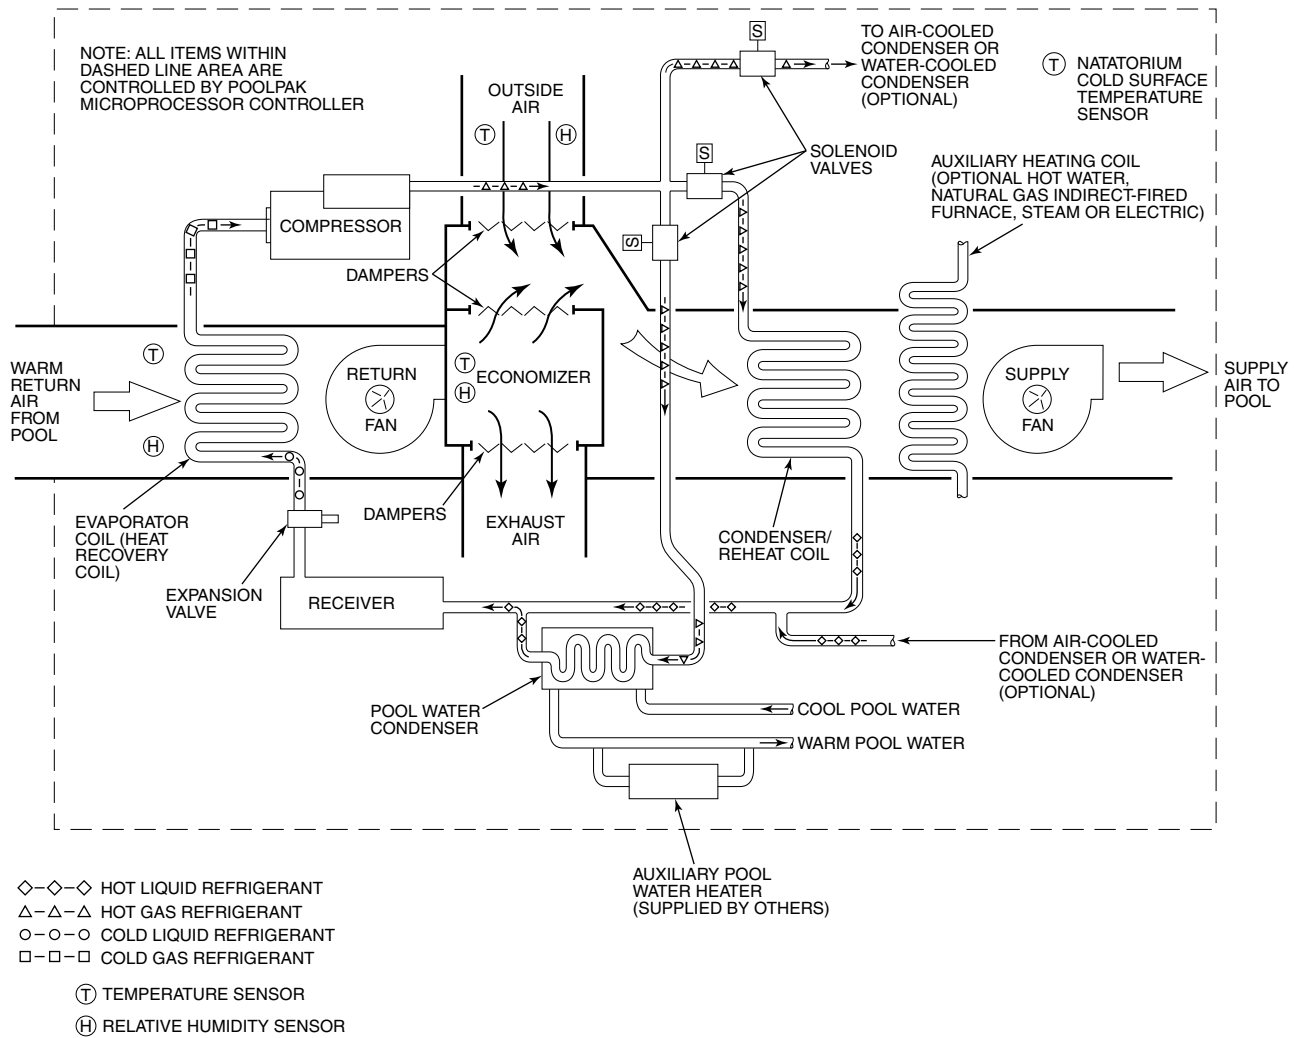 NOTE: ALL ITEMS WITHIN
DASHED LINE AREA ARE
CONTROLLED BY POOLPAK
MICROPROCESSOR CONTROLLER
OUTSIDE
AIR
T
H
S
TO AIR-COOLED
CONDENSER OR
WATER-COOLED
CONDENSER
(OPTIONAL)
T
NATATORIUM
COLD SURFACE
TEMPERATURE
SENSOR
S
SOLENOID
VALVES
S
AUXILIARY HEATING COIL
(OPTIONAL HOT WATER,
NATURAL GAS INDIRECT-FIRED
FURNACE, STEAM OR ELECTRIC)
COMPRESSOR
DAMPERS
WARM
RETURN
AIR
FROM
POOL
T
H
RETURN
FAN
T
H
ECONOMIZER
SUPPLY
FAN
SUPPLY
AIR TO
POOL
EVAPORATOR
COIL (HEAT
RECOVERY
COIL)
DAMPERS
EXHAUST
AIR
CONDENSER/
REHEAT COIL
EXPANSION
VALVE
RECEIVER
FROM AIR-COOLED
CONDENSER OR WATER-
COOLED CONDENSER
(OPTIONAL)
POOL WATER
CONDENSER
COOL POOL WATER
WARM POOL WATER
AUXILIARY POOL
WATER HEATER
(SUPPLIED BY OTHERS)
HOT LIQUID REFRIGERANT
HOT GAS REFRIGERANT
COLD LIQUID REFRIGERANT
COLD GAS REFRIGERANT
T TEMPERATURE SENSOR
H RELATIVE HUMIDITY SENSOR